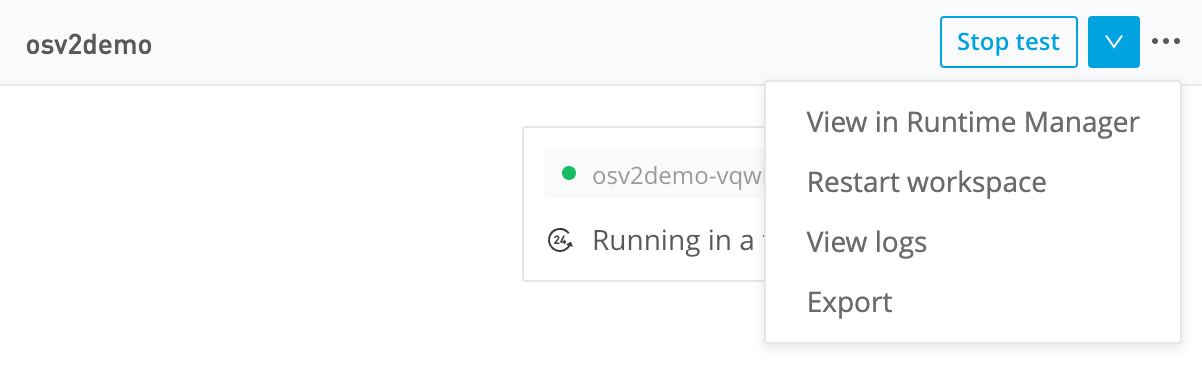 osv2demo
Stop test
View in Runtime Manager
osv2demo-vqw
Restart workspace
24
Running in a
View logs
Export